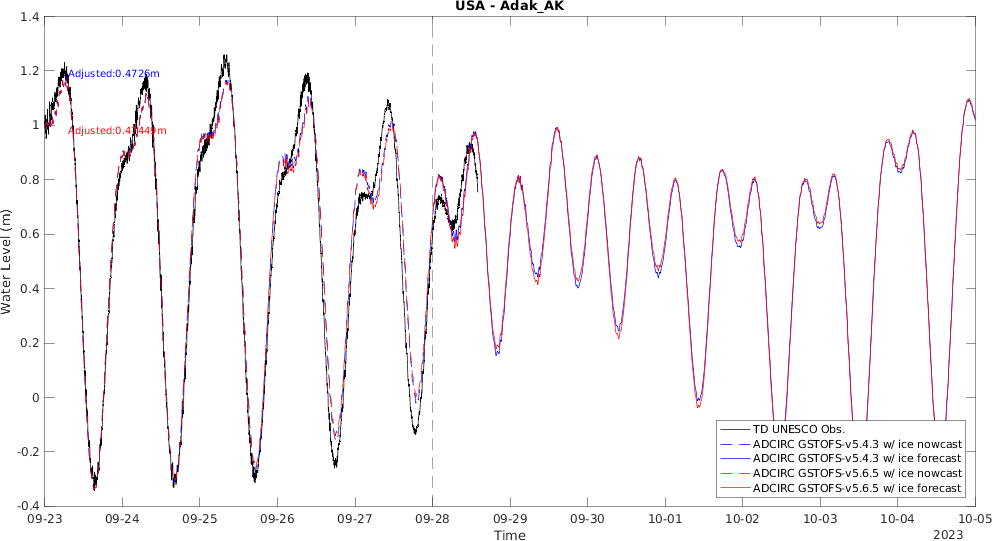 USA - Adak_AK
1.4
1.2
1
0.8
0.6
0.4
0.2
0
-0.2
-0.4
Water Level (m)
Adjusted:0.4726m
TD UNESCO Obs.
ADCIRC GSTOFS-v5.4.3 w/ ice nowcast
ADCIRC GSTOFS-v5.4.3 w/ ice forecast
ADCIRC GSTOFS-v5.6.5 w/ ice nowcast
ADCIRC GSTOFS-v5.6.5 w/ ice forecast
09-23 09-24 09-25 09-26 09-27 09-28 09-29 09-30 10-01 10-02 10-03 10-04 10-05
Time
2023